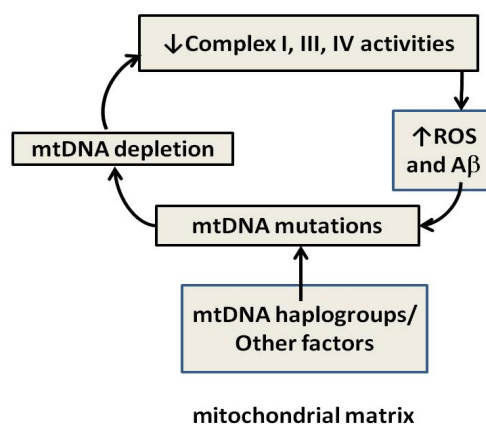 ↓Complex I, III, IV activities
↑ROS
and Aβ
mtDNA depletion
mtDNA mutations
mtDNA haplogroups/
Other factors
mitochondrial matrix